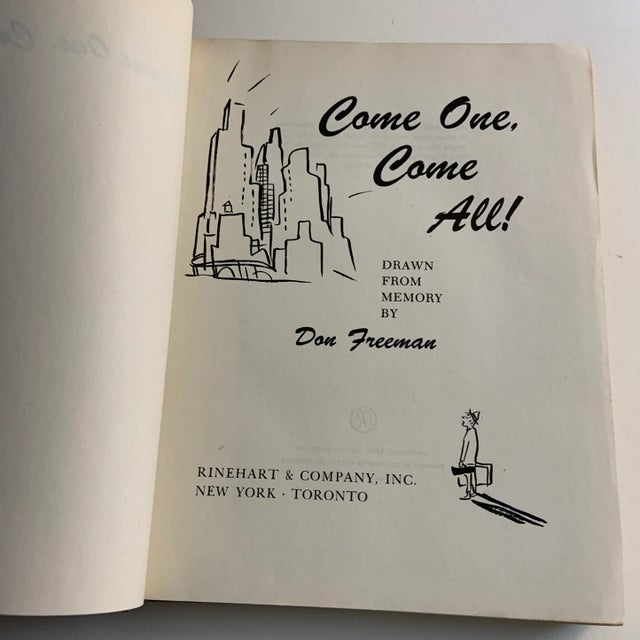 Come One,
Come
All!
DRAWN
FROM
MEMORY
BY
Don Freeman
RINEHART & COMPANY, INC.
NEW YORK · TORONTO